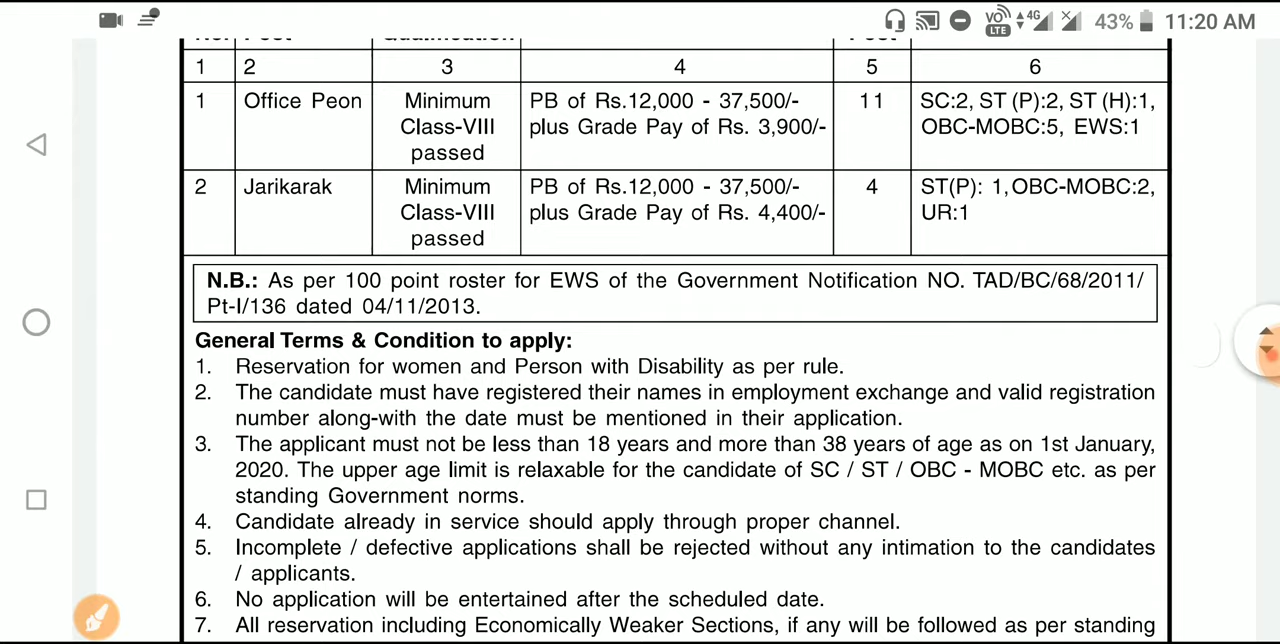 VO 4G 43% 11:20 AM
LTE
1 2 3 4 5 6
1 Office Peon Minimum PB of Rs.12,000 - 37,500/- 11 SC:2, ST (P):2, ST (H):1,
Class-VIII plus Grade Pay of Rs. 3,900/- OBC-MOBC:5, EWS:1
passed
2 Jarikarak Minimum PB of Rs.12,000 - 37,500/- 4 ST(P): 1,OBC-MOBC:2,
Class-VIII plus Grade Pay of Rs. 4,400/- UR:1
passed
N.B.: As per 100 point roster for EWS of the Government Notification NO. TAD/BC/68/2011/
Pt-I/136 dated 04/11/2013.
General Terms & Condition to apply:
1. Reservation for women and Person with Disability as per rule.
2. The candidate must have registered their names in employment exchange and valid registration
number along-with the date must be mentioned in their application.
3. The applicant must not be less than 18 years and more than 38 years of age as on 1st January,
2020. The upper age limit is relaxable for the candidate of SC / ST / OBC - MOBC etc. as per
standing Government norms.
4. Candidate already in service should apply through proper channel.
5. Incomplete / defective applications shall be rejected without any intimation to the candidates
/ applicants.
6. No application will be entertained after the scheduled date.
7. All reservation including Economically Weaker Sections, if any will be followed as per standing